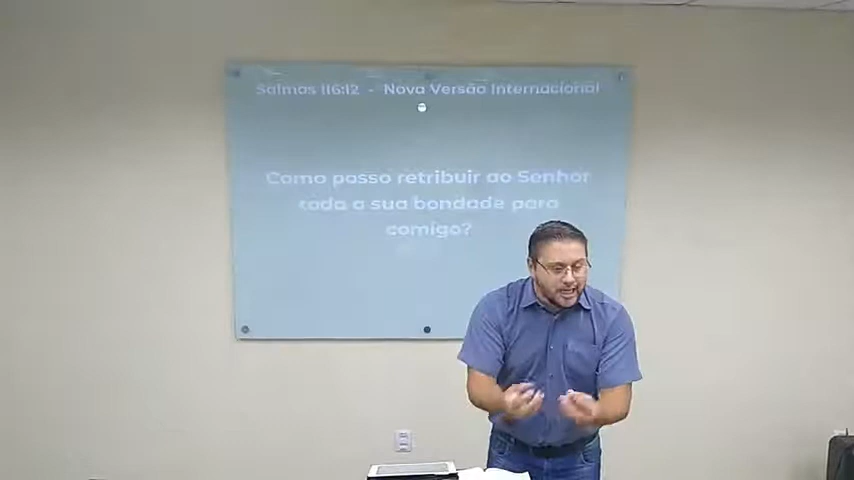 Salmos 116:12 - Nova Versão Internacional
Como posso retribuir ao Senhor
toda a sua bondade para
comigo?